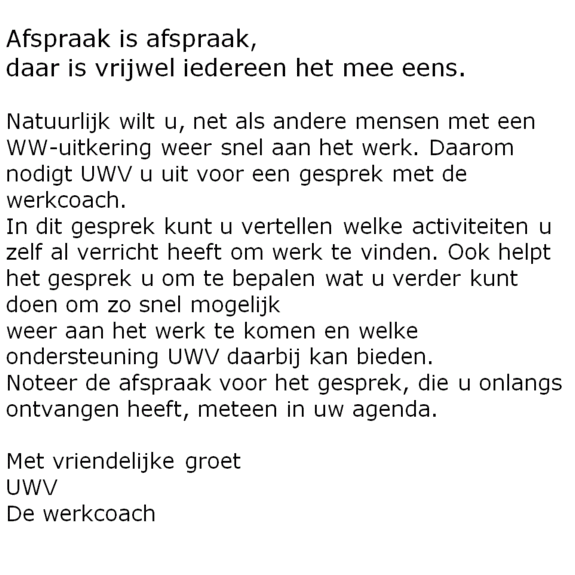 Afspraak is afspraak,
daar is vrijwel iedereen het mee eens.
Natuurlijk wilt u, net als andere mensen met een
WW-uitkering weer snel aan het werk. Daarom
nodigt UWV u uit voor een gesprek met de
werkcoach.
In dit gesprek kunt u vertellen welke activiteiten u
zelf al verricht heeft om werk te vinden. Ook helpt
het gesprek u om te bepalen wat u verder kunt
doen om zo snel mogelijk
weer aan het werk te komen en welke
ondersteuning UWV daarbij kan bieden.
Noteer de afspraak voor het gesprek, die u onlangs
ontvangen heeft, meteen in uw agenda.
Met vriendelijke groet
UWV
De werkcoach